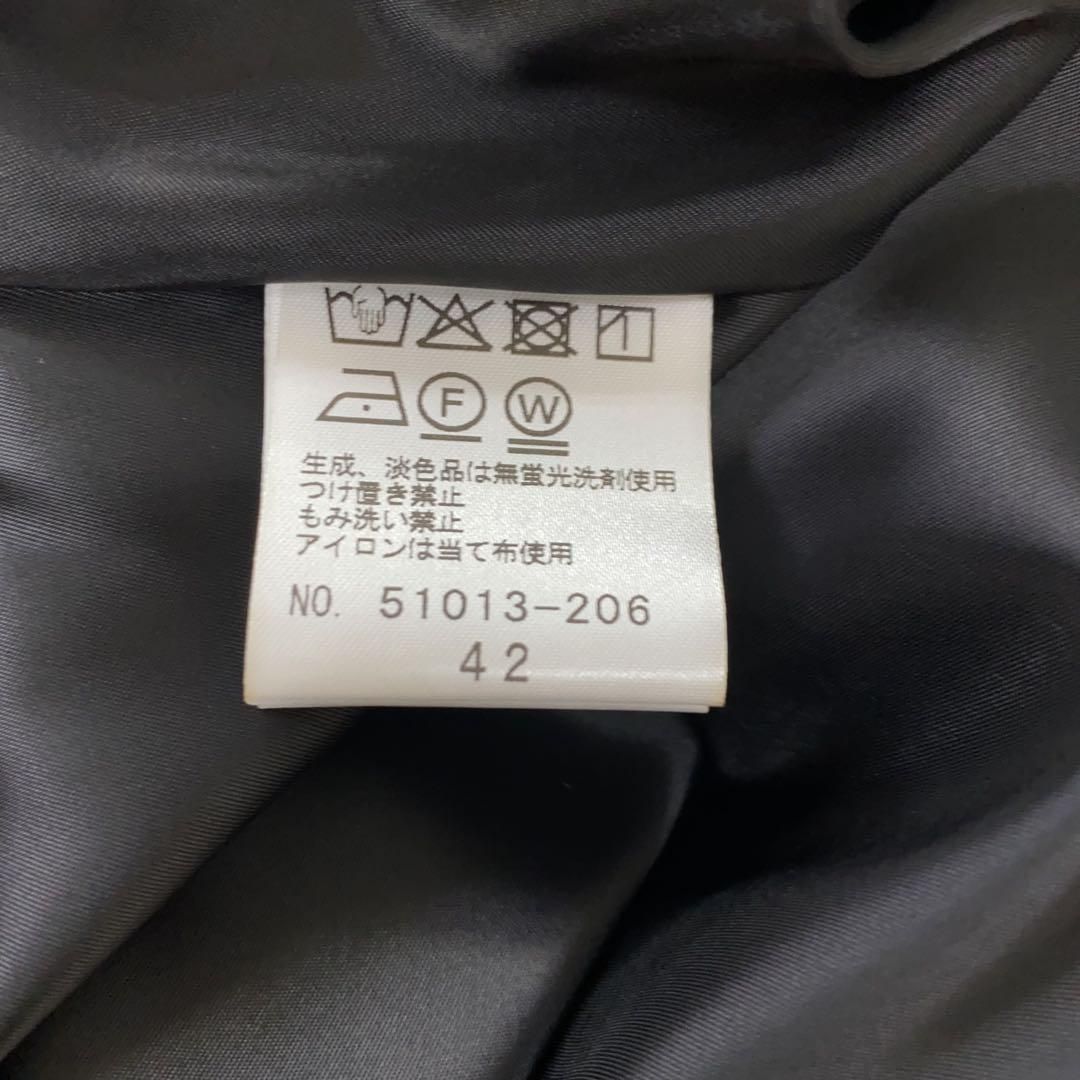 F W
生成、淡色品は無蛍光洗剤使用
つけ置き禁止
もみ洗い禁止
アイロンは当て布使用
NO. 51013-206
42